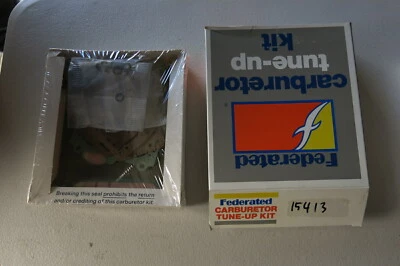 Breaking this seal prohibits the return
and/or crediting of this carburetor kit.
Federated
carburetor
tune-up
kit
Federated
CARBURETOR
TUNE-UP KIT
15413